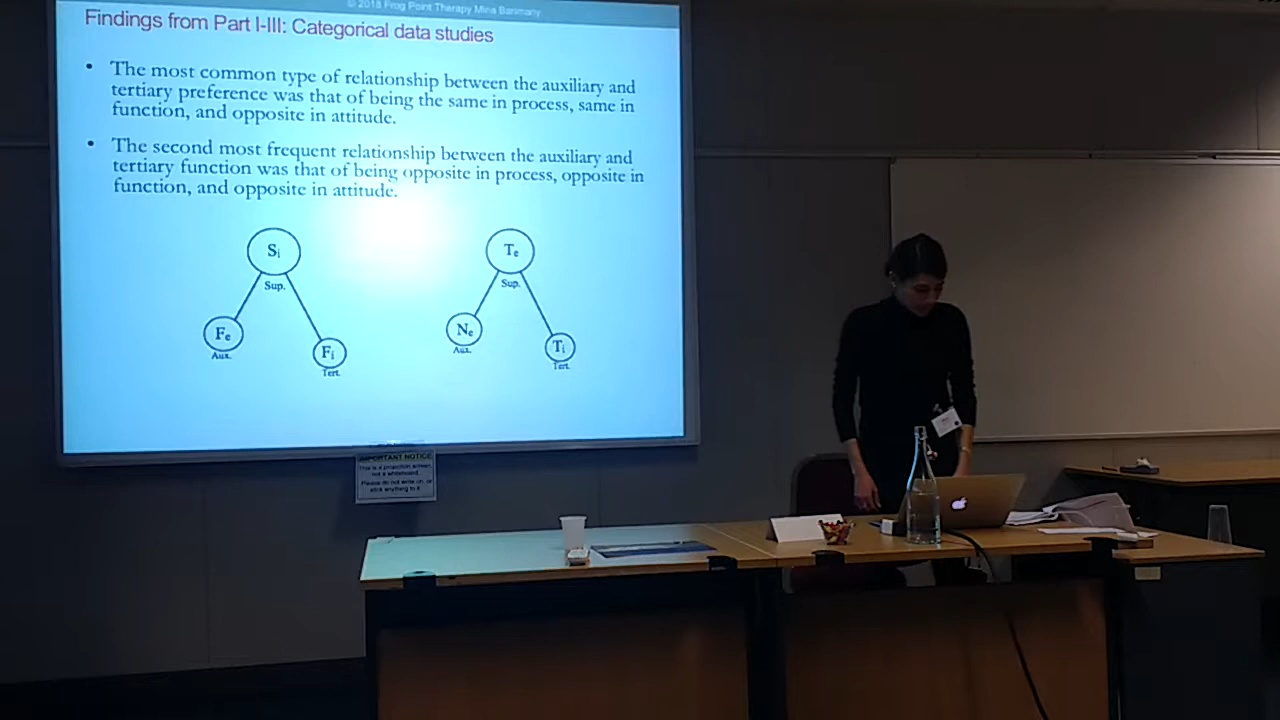 © 2018 Frog Point Therapy Mina Barimany
Findings from Part I-III: Categorical data studies
• The most common type of relationship between the auxiliary and
tertiary preference was that of being the same in process, same in
function, and opposite in attitude.
• The second most frequent relationship between the auxiliary and
tertiary function was that of being opposite in process, opposite in
function, and opposite in attitude.
Si
Sup.
Fe
Aux.
Fi
Tert.
Te
Sup.
Ne
Aux.
Ti
Tert.
IMPORTANT NOTICE
This is a projection screen,
not a whiteboard
Please do not write on, or
stick anything to it